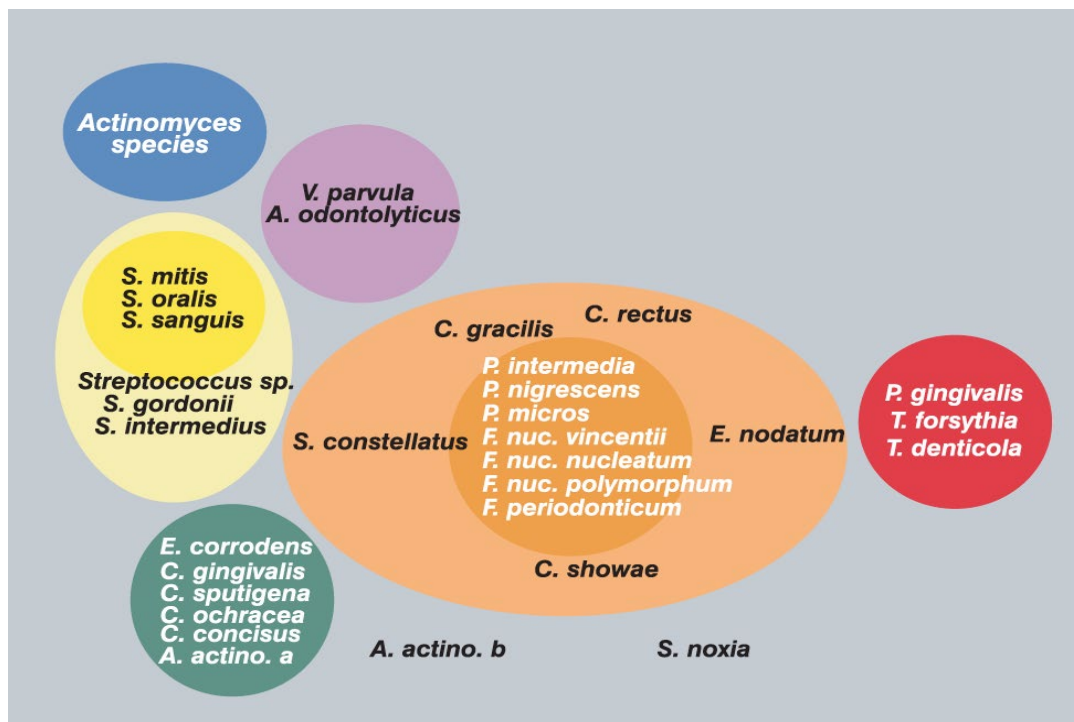 Actinomyces
species
V. parvula
A. odontolyticus
S. mitis
S. oralis
S. sanguis
Streptococcus sp.
S. gordonii
S. intermedius
C. gracilis
C. rectus
P. intermedia
P. nigrescens
P. micros
F. nuc. vincentii
F. nuc. nucleatum
F. nuc. polymorphum
F. periodonticum
S. constellatus
E. nodatum
C. showae
P. gingivalis
T. forsythia
T. denticola
E. corrodens
C. gingivalis
C. sputigena
C. ochracea
C. concisus
A. actino. a
A. actino. b
S. noxia